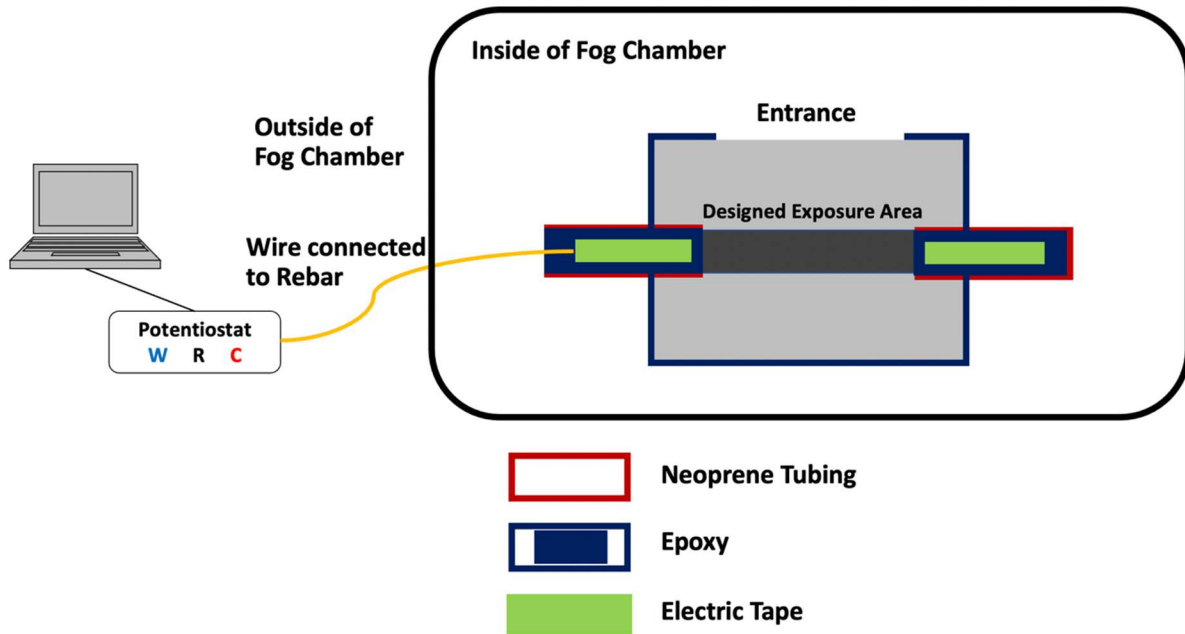 Inside of Fog Chamber
Entrance
Outside of
Fog Chamber
Designed Exposure Area
Wire connected
to Rebar
Potentiostat
W R C
Neoprene Tubing
Epoxy
Electric Tape